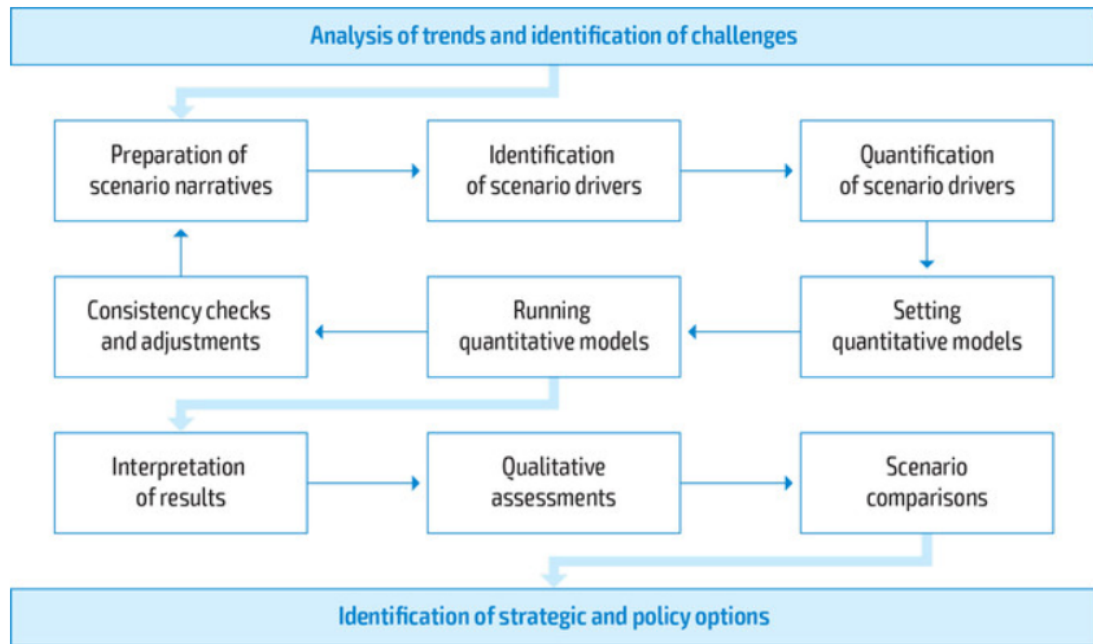 Analysis of trends and identification of challenges
Preparation of
scenario narratives
Identification
of scenario drivers
Quantification
of scenario drivers
Consistency checks
and adjustments
Running
quantitative models
Setting
quantitative models
Interpretation
of results
Qualitative
assessments
Scenario
comparisons
Identification of strategic and policy options